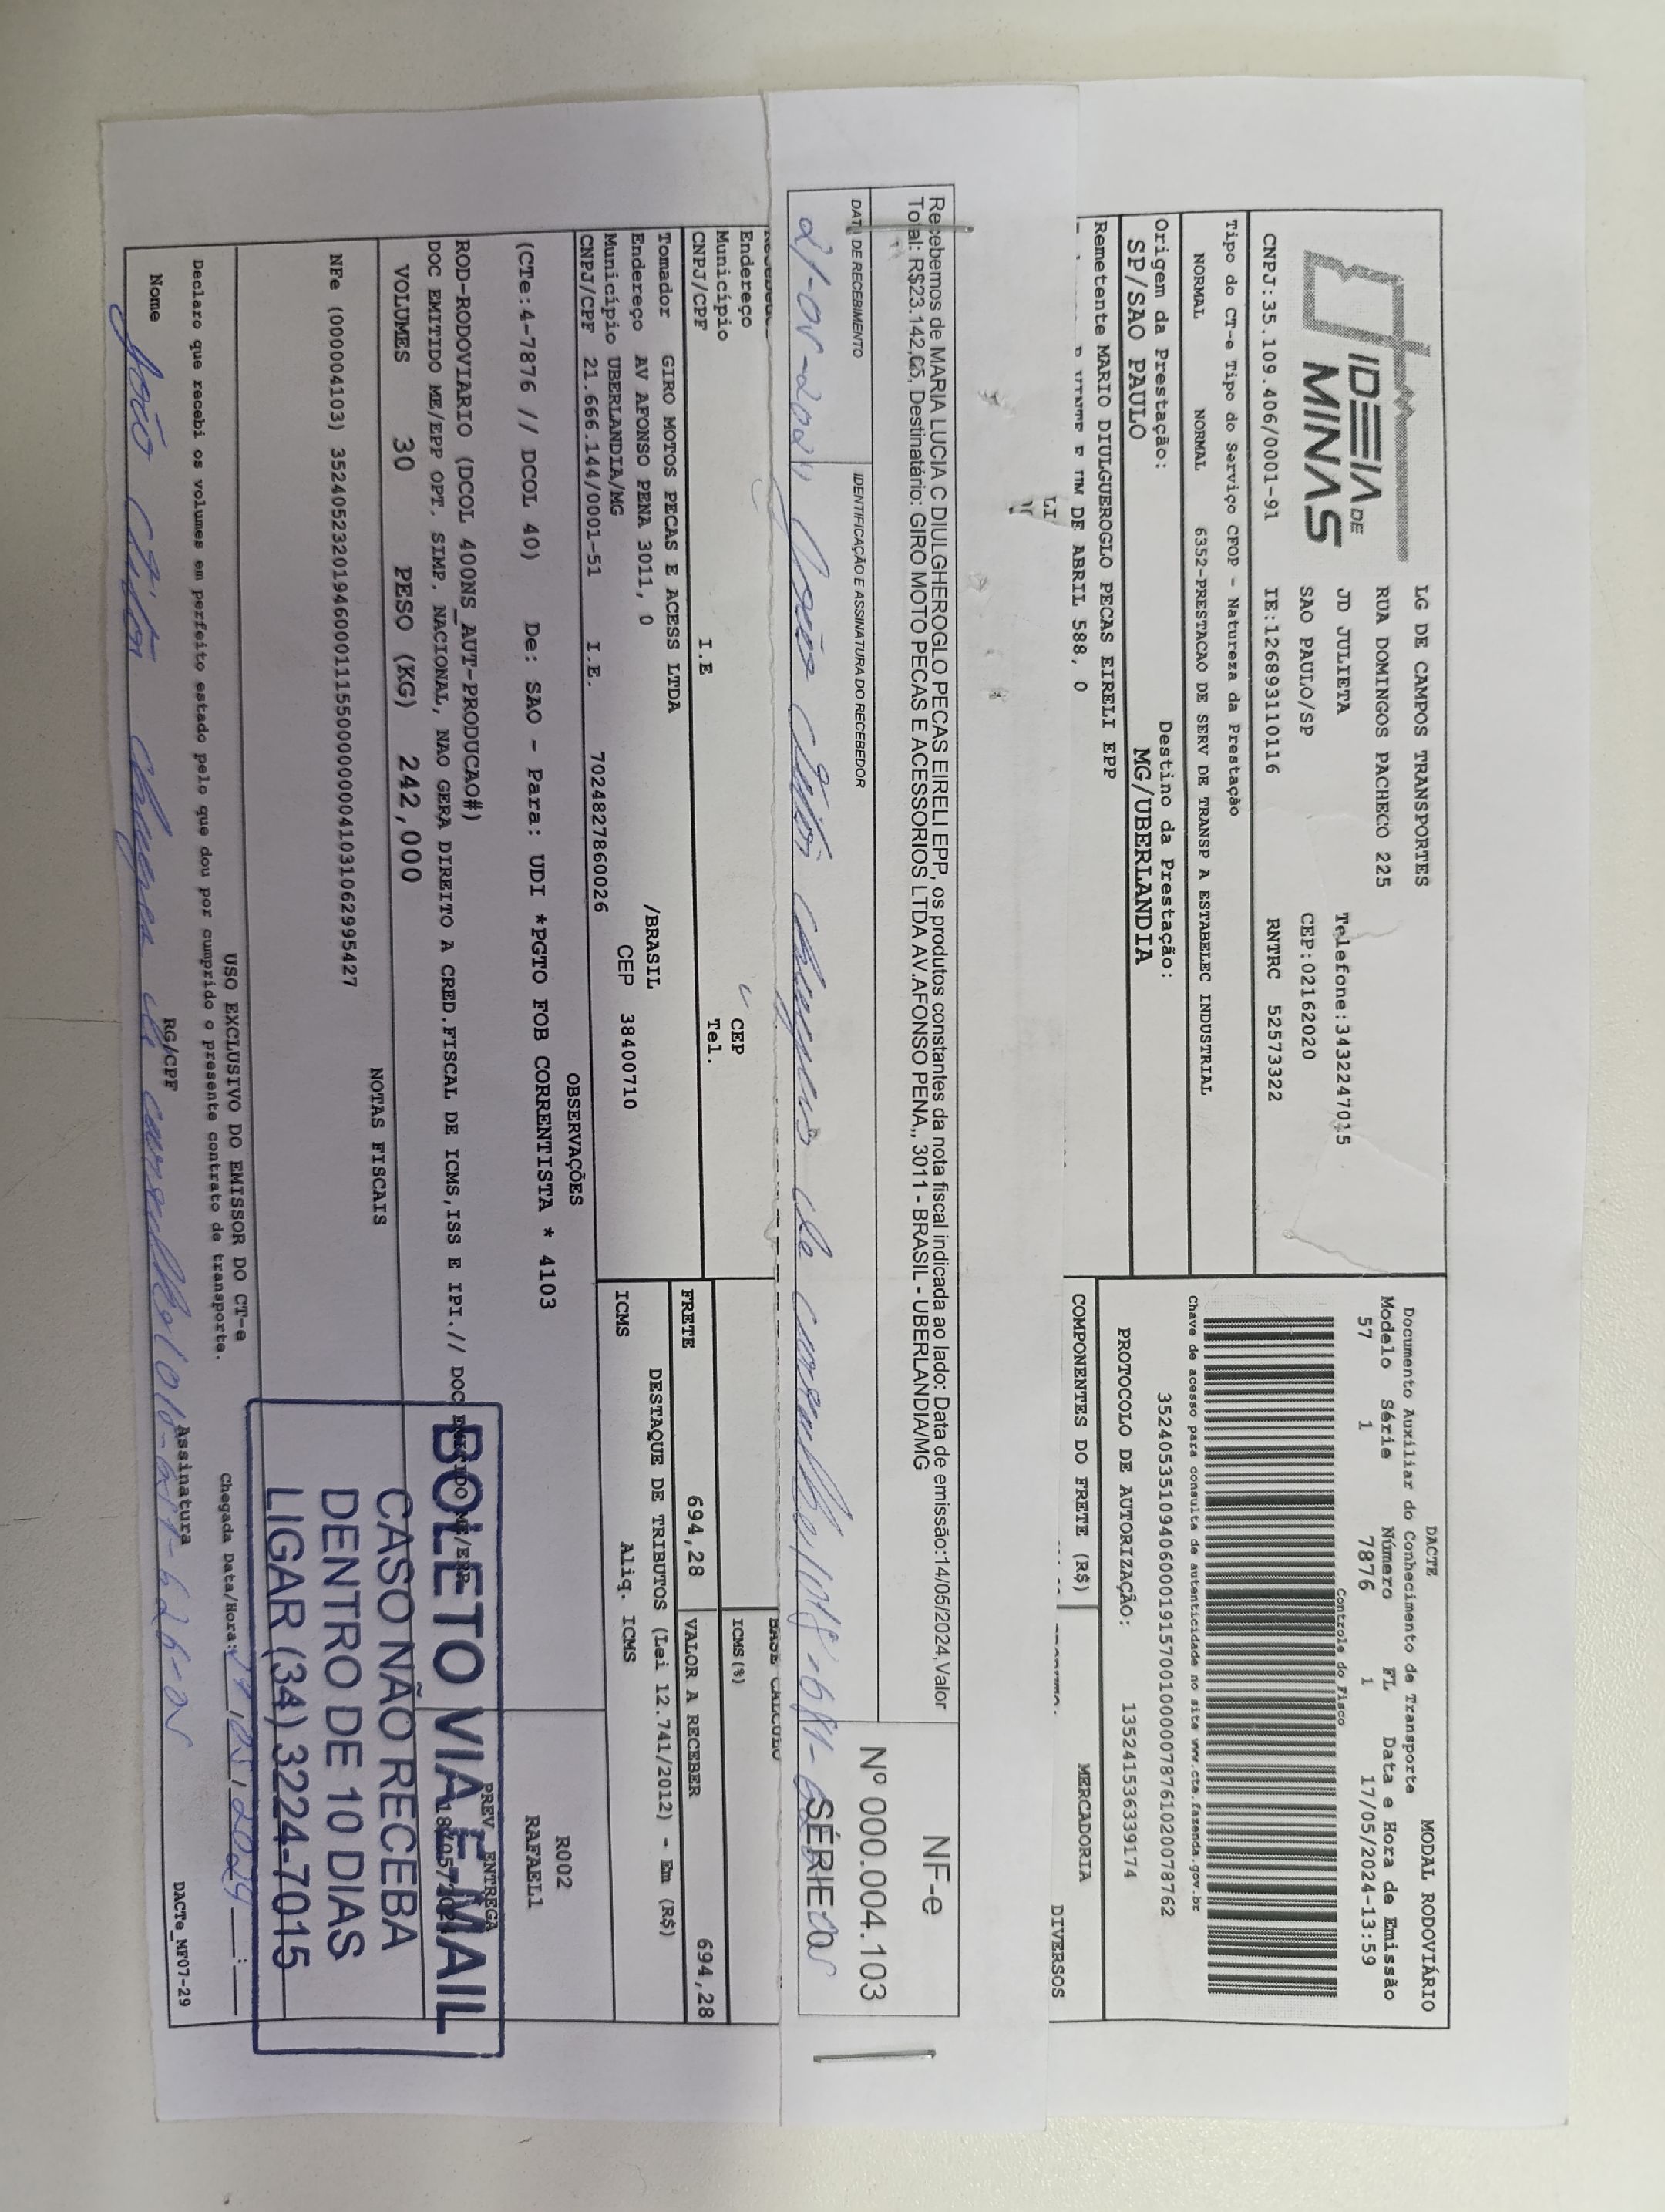 IDEIA DE
MINAS
LG DE CAMPOS TRANSPORTES
RUA DOMINGOS PACHECO 225
JD JULIETA
Telefone:3432247015
SAO PAULO/SP
CEP:02162020
CNPJ:35.109.406/0001-91
IE:126893110116
RNTRC 52573322
DACTE
MODAL RODOVIÁRIO
Documento Auxiliar do Conhecimento de Transporte
Modelo Série Número FL Data e Hora de Emissão
57 1 7876 1 17/05/2024-13:59
Controle do Fisco
Chave de acesso para consulta de autenticidade no site www.cte.fazenda.gov.br
35240535109406000191570010000078761020078762
PROTOCOLO DE AUTORIZAÇÃO: 135241536339174
Tipo do CT-e Tipo do Serviço CFOP - Natureza da Prestação
NORMAL NORMAL 6352-PRESTACAO DE SERV DE TRANSP A ESTABELEC INDUSTRIAL
Origem da Prestação: Destino da Prestação:
SP/SAO PAULO MG/UBERLANDIA
COMPONENTES DO FRETE (R$) MERCADORIA
DIVERSOS
Remetente MARIO DIULGUEROGLO PECAS EIRELI EPP
E UM DE ABRIL 588, 0
LI
Recebemos de MARIA LUCIA C DIULGHEROGLO PECAS EIRELI EPP, os produtos constantes da nota fiscal indicada ao lado: Data de emissão:14/05/2024,Valor
Total: R$23.142,05, Destinatário: GIRO MOTO PECAS E ACESSORIOS LTDA AV.AFONSO PENA,, 3011 - BRASIL - UBERLANDIA/MG
NF-e
Nº 000.004.103
SÉRIE
DATA DE RECEBIMENTO
IDENTIFICAÇÃO E ASSINATURA DO RECEBEDOR
BASE CALCULO
Endereço
Município CEP
CNPJ/CPF I.E Tel.
ICMS(%)
Tomador GIRO MOTOS PECAS E ACESS LTDA
Endereço AV AFONSO PENA 3011, 0 /BRASIL
Município UBERLANDIA/MG CEP 38400710
CNPJ/CPF 21.666.144/0001-51 I.E. 7024827860026
FRETE 694,28 VALOR A RECEBER 694,28
DESTAQUE DE TRIBUTOS (Lei 12.741/2012) - Em (R$)
ICMS Aliq. ICMS
OBSERVAÇÕES
R002
(CTe:4-7876 // DCOL 40) De: SAO - Para: UDI *PGTO FOB CORRENTISTA * 4103
RAFAEL1
ROD-RODOVIARIO (DCOL 400NS_AUT-PRODUCAO#)
DOC EMITIDO ME/EPP OPT. SIMP. NACIONAL, NAO GERA DIREITO A CRED.FISCAL DE ICMS,ISS E IPI.// DOC EMITIDO ME/EPP
PREV. ENTREGA
VOLUMES 30 PESO (KG) 242,000
NOTAS FISCAIS
NFe (000004103) 35240523201946000111550000000041031062995427
BOLETO VIA E-MAIL
CASO NÃO RECEBA
DENTRO DE 10 DIAS
LIGAR (34) 3224-7015
USO EXCLUSIVO DO EMISSOR DO CT-e
Declaro que recebi os volumes em perfeito estado pelo que dou por cumprido o presente contrato de transporte.
Chegada Data/Hora:
Nome RG/CPF Assinatura
DACTe_MF07-29